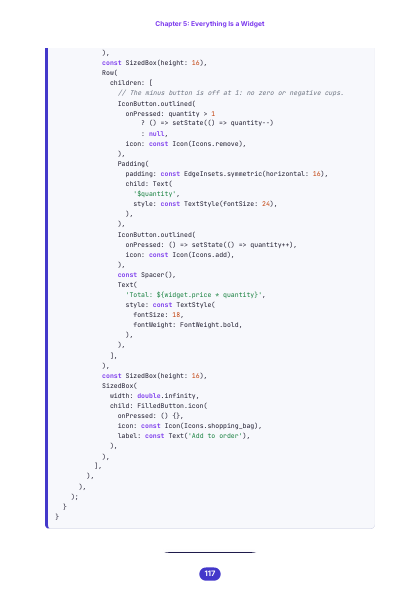 Chapter 5: Everything Is a Widget
),
const SizedBox(height: 16),
Row(
children: [
// The minus button is off at 1: no zero or negative cups.
IconButton.outlined(
onPressed: quantity > 1
? () => setState(() => quantity--)
: null,
icon: const Icon(Icons.remove),
),
Padding(
padding: const EdgeInsets.symmetric(horizontal: 16),
child: Text(
'$quantity',
style: const TextStyle(fontSize: 24),
),
),
IconButton.outlined(
onPressed: () => setState(() => quantity++),
icon: const Icon(Icons.add),
),
const Spacer(),
Text(
'Total: ${widget.price * quantity}',
style: const TextStyle(
fontSize: 18,
fontWeight: FontWeight.bold,
),
),
],
),
const SizedBox(height: 16),
SizedBox(
width: double.infinity,
child: FilledButton.icon(
onPressed: () {},
icon: const Icon(Icons.shopping_bag),
label: const Text('Add to order'),
),
),
],
),
),
);
}
}
117